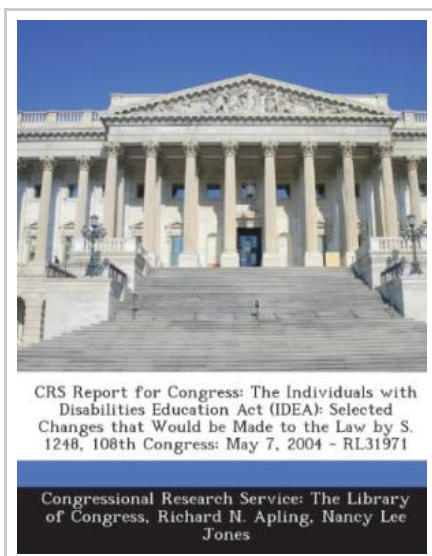 CRS Report for Congress: The Individuals with
Disabilities Education Act (IDEA): Selected
Changes that Would be Made to the Law by S.
1248, 108th Congress: May 7, 2004 - RL31971
Congressional Research Service: The Library
of Congress, Richard N. Apling, Nancy Lee
Jones